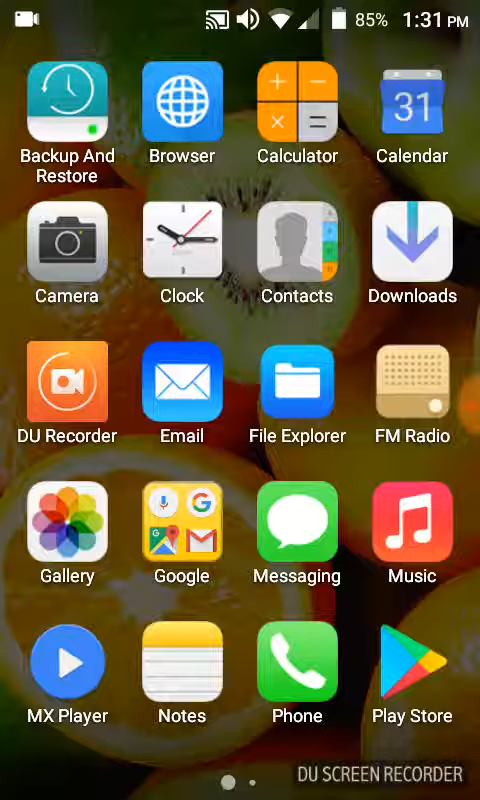 85% 1:31 PM
31
Backup And Restore
Browser
Calculator
Calendar
Camera
Clock
Contacts
Downloads
DU Recorder
Email
File Explorer
FM Radio
Gallery
Google
Messaging
Music
MX Player
Notes
Phone
Play Store
DU SCREEN RECORDER